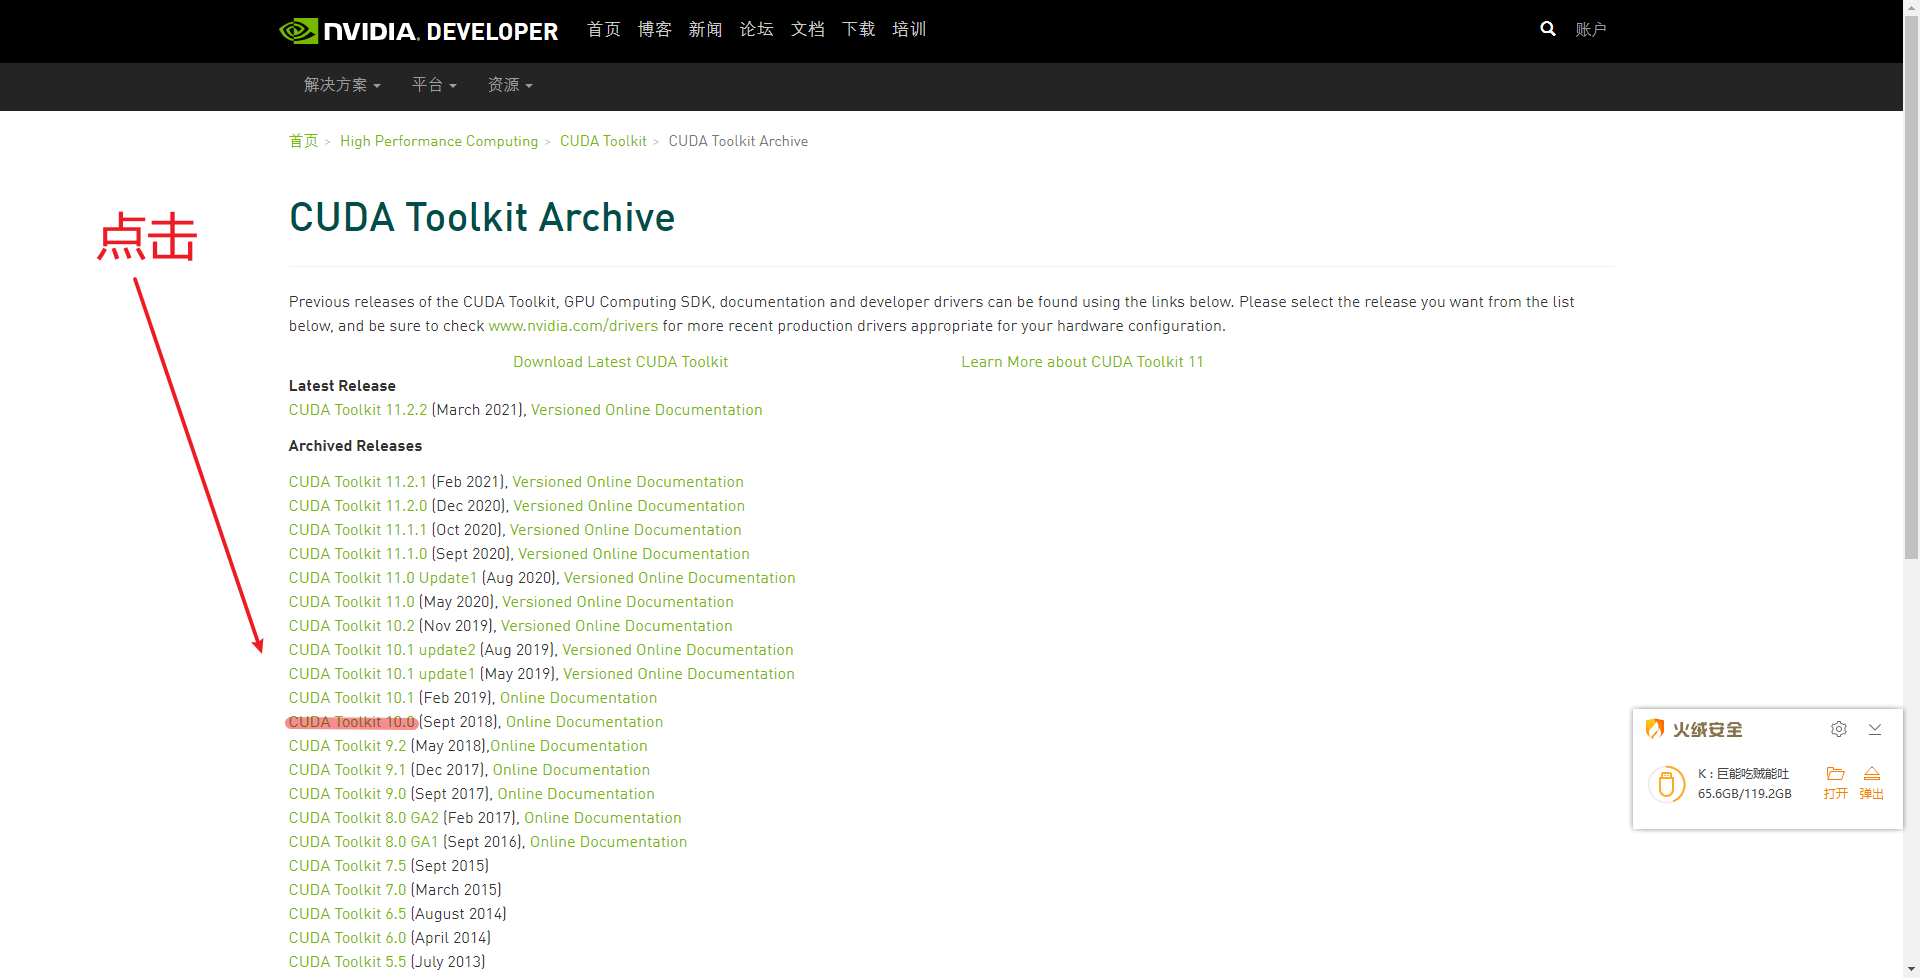 NVIDIA. DEVELOPER 首页 博客 新闻 论坛 文档 下载 培训 账户
解决方案 平台 资源
首页 > High Performance Computing > CUDA Toolkit > CUDA Toolkit Archive
CUDA Toolkit Archive
点击
Previous releases of the CUDA Toolkit, GPU Computing SDK, documentation and developer drivers can be found using the links below. Please select the release you want from the list
below, and be sure to check www.nvidia.com/drivers for more recent production drivers appropriate for your hardware configuration.
Download Latest CUDA Toolkit Learn More about CUDA Toolkit 11
Latest Release
CUDA Toolkit 11.2.2 (March 2021), Versioned Online Documentation
Archived Releases
CUDA Toolkit 11.2.1 (Feb 2021), Versioned Online Documentation
CUDA Toolkit 11.2.0 (Dec 2020), Versioned Online Documentation
CUDA Toolkit 11.1.1 (Oct 2020), Versioned Online Documentation
CUDA Toolkit 11.1.0 (Sept 2020), Versioned Online Documentation
CUDA Toolkit 11.0 Update1 (Aug 2020), Versioned Online Documentation
CUDA Toolkit 11.0 (May 2020), Versioned Online Documentation
CUDA Toolkit 10.2 (Nov 2019), Versioned Online Documentation
CUDA Toolkit 10.1 update2 (Aug 2019), Versioned Online Documentation
CUDA Toolkit 10.1 update1 (May 2019), Versioned Online Documentation
CUDA Toolkit 10.1 (Feb 2019), Online Documentation
CUDA Toolkit 10.0 (Sept 2018), Online Documentation
CUDA Toolkit 9.2 (May 2018),Online Documentation
CUDA Toolkit 9.1 (Dec 2017), Online Documentation
CUDA Toolkit 9.0 (Sept 2017), Online Documentation
CUDA Toolkit 8.0 GA2 (Feb 2017), Online Documentation
CUDA Toolkit 8.0 GA1 (Sept 2016), Online Documentation
CUDA Toolkit 7.5 (Sept 2015)
CUDA Toolkit 7.0 (March 2015)
CUDA Toolkit 6.5 (August 2014)
CUDA Toolkit 6.0 (April 2014)
CUDA Toolkit 5.5 (July 2013)
火绒安全
K : 巨能吃贼能吐
65.6GB/119.2GB
打开 弹出